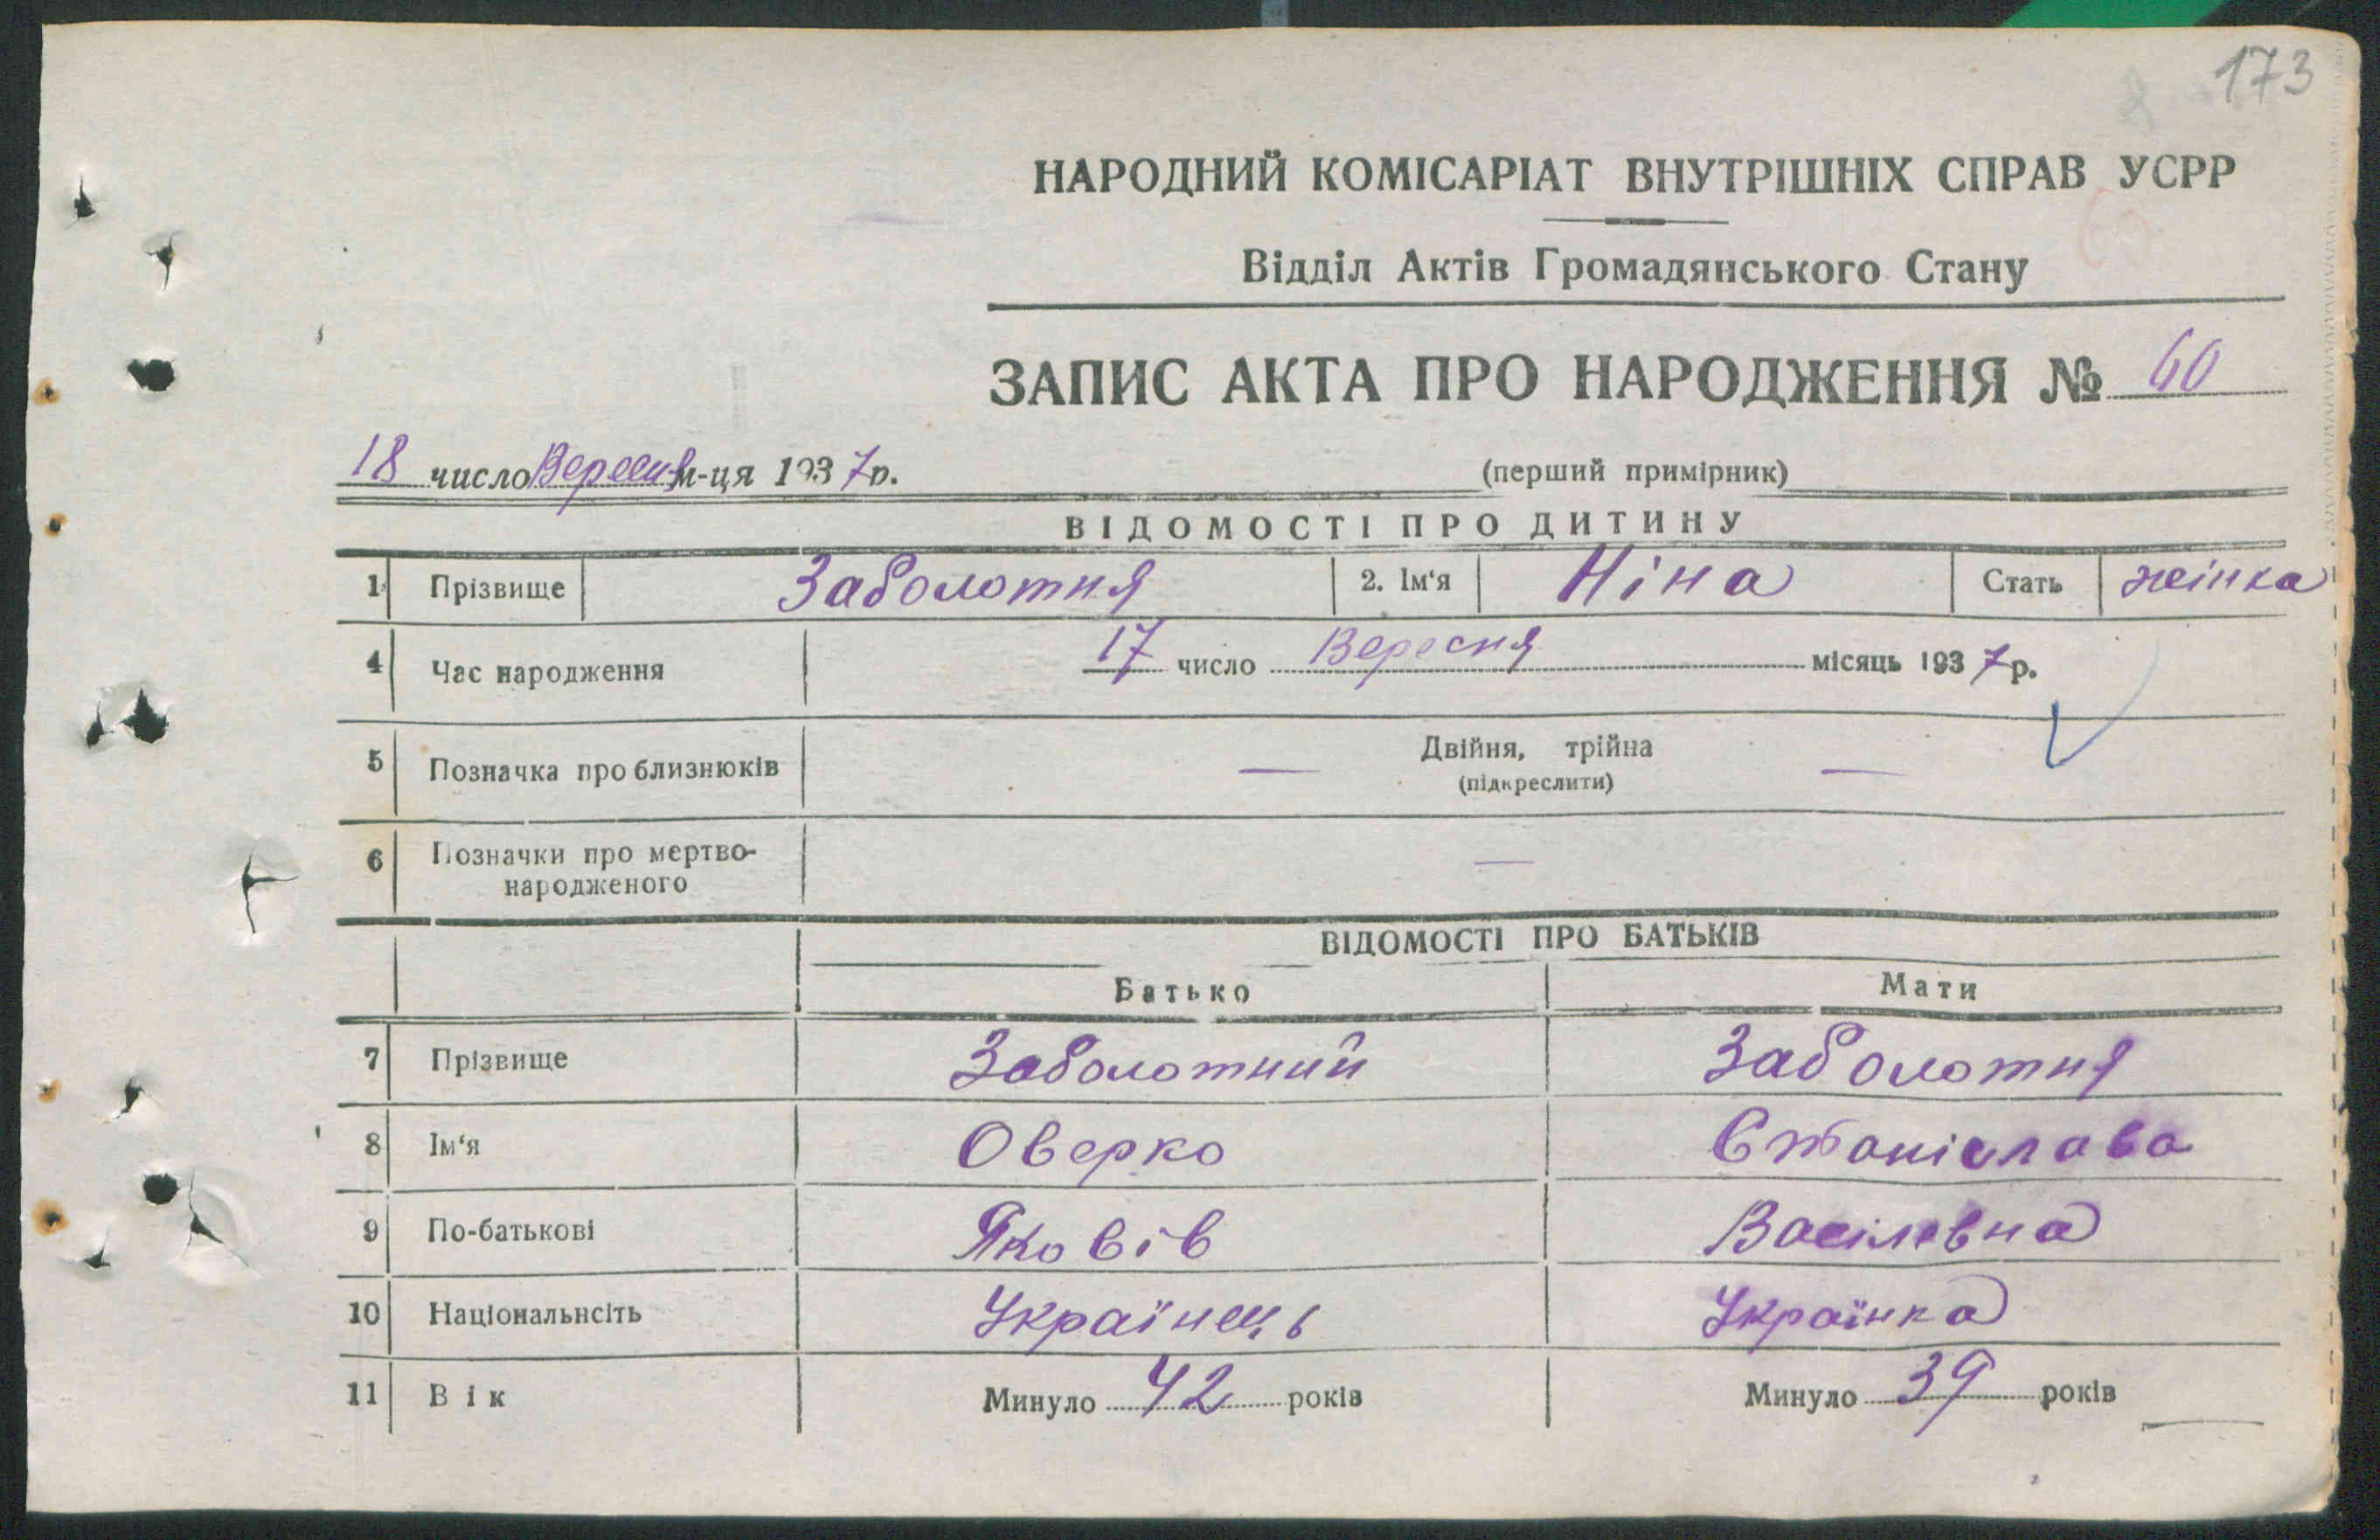 173
НАРОДНИЙ КОМІСАРІАТ ВНУТРІШНІХ СПРАВ УСРР
Відділ Актів Громадянського Стану
ЗАПИС АКТА ПРО НАРОДЖЕННЯ № 60
18 число Вересня м-ця 1937 р.
(перший примірник)
ВІДОМОСТІ ПРО ДИТИНУ
1 Прізвище Заболотня 2. Ім'я Ніна Стать жінка
4 Час народження 17 число Вересня місяць 1937 р.
5 Позначка про близнюків — Двійня, трійна —
(підкреслити)
6 Позначки про мертво-
народженого —
ВІДОМОСТІ ПРО БАТЬКІВ
Батько Мати
7 Прізвище Заболотний Заболотня
8 Ім'я Оверко Станіслава
9 По-батькові Яковів Василевна
10 Національнсіть Українець Українка
11 Вік Минуло 42 років Минуло 39 років